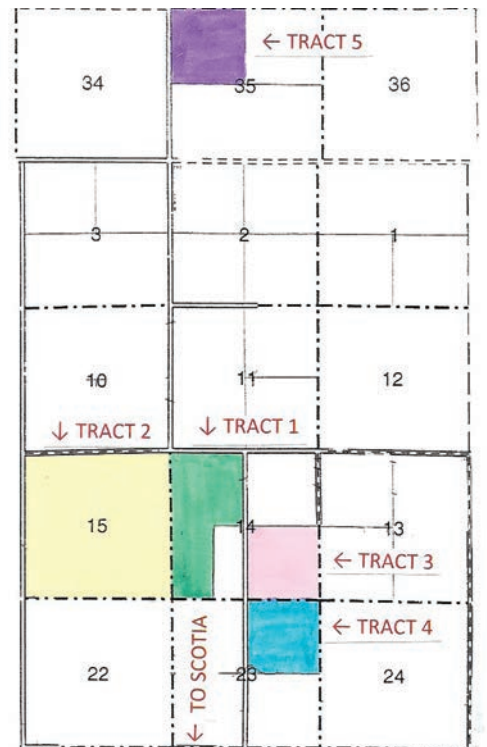 ← TRACT 5
34
35
36
3
2
1
10
11
12
↓ TRACT 2
↓ TRACT 1
15
14
13
← TRACT 3
← TRACT 4
22
← TO SCOTIA
23
24